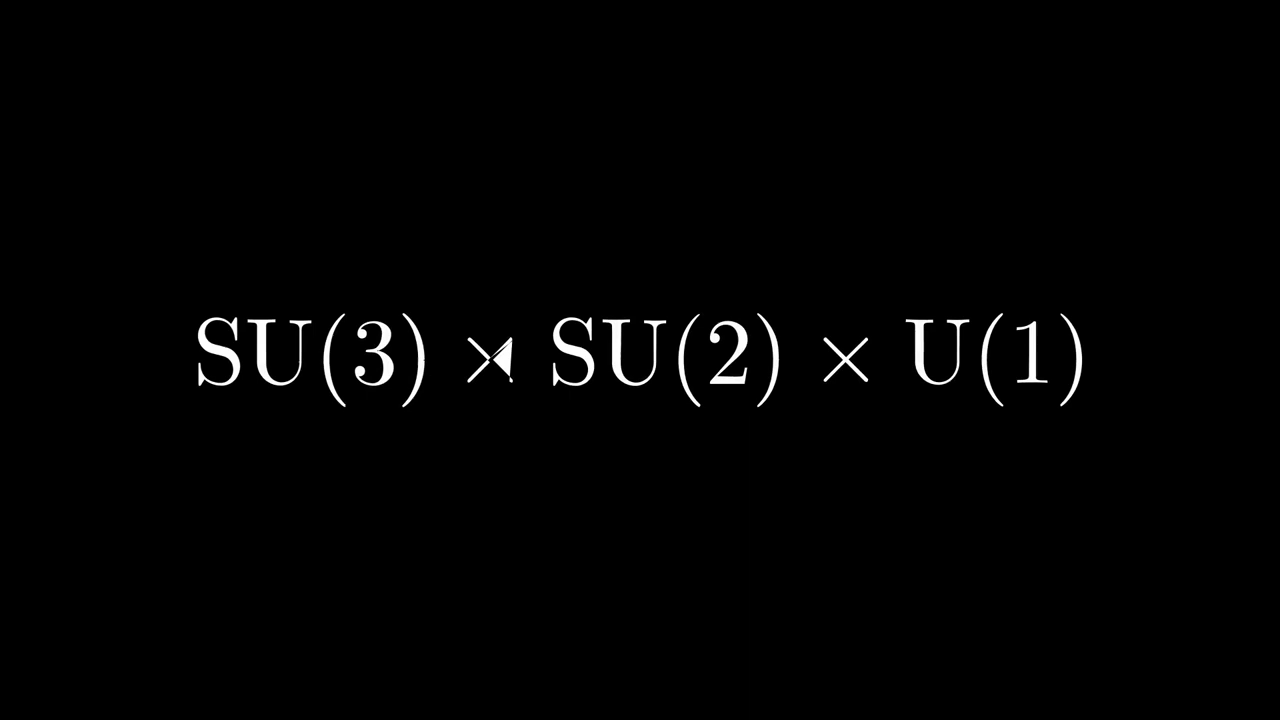 SU(3) × SU(2) × U(1)